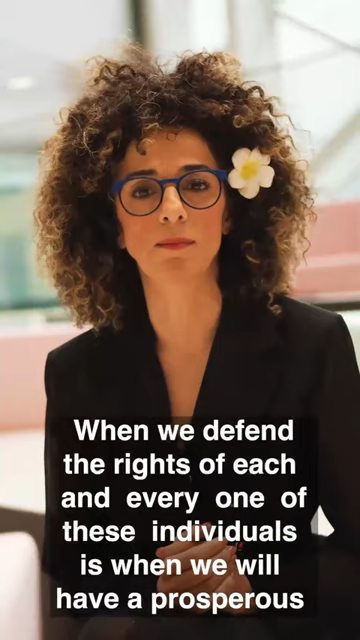 When we defend
the rights of each
and every one of
these individuals
is when we will
have a prosperous